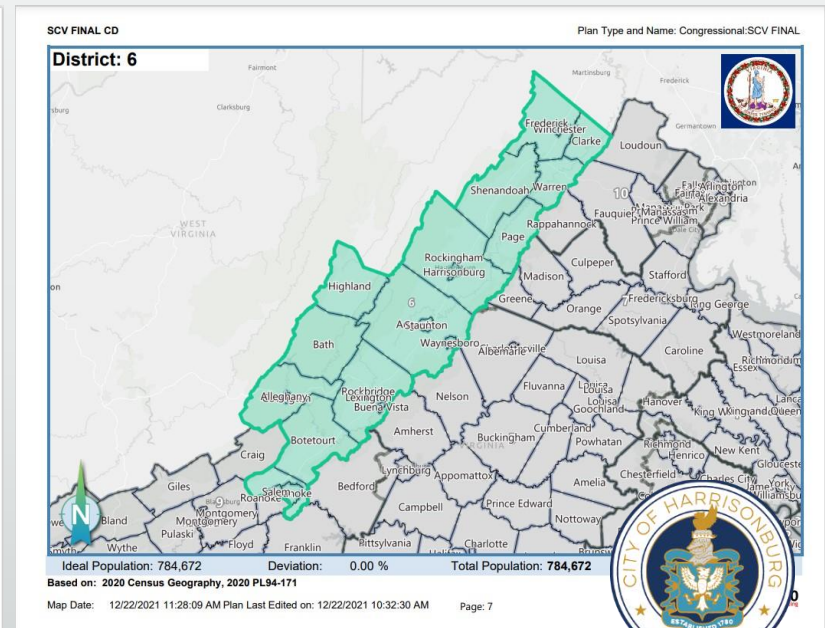 SCV FINAL CD
Plan Type and Name: Congressional:SCV FINAL
District: 6
Fairmont
Martinsburg
Frederick
Clarksburg
Germantown
Frederick
Winchester
Clarke
Loudoun
Shenandoah
Warren
10
Arlington
Alexandria
Fauquier
Prince William
WEST
VIRGINIA
Rappahannock
Page
Rockingham
Harrisonburg
Culpeper
Madison
Stafford
Highland
Greene
Fredericksburg
King George
6
Orange
Spotsylvania
Staunton
Westmoreland
Waynesboro
Albemarle
Caroline
Bath
Louisa
Essex
Fluvanna
Louisa
Alleghany
Rockbridge
Lexington
Buena Vista
Nelson
Louisa
Goochland
Hanover
Cumberland
Amherst
Buckingham
Powhatan
Botetourt
Richmond
Henrico
New Kent
Craig
Lynchburg
Appomattox
Chesterfield
Charles City
Giles
Salem
Roanoke
Bedford
Amelia
York
9
Montgomery
Bland
Montgomery
Campbell
Prince Edward
Pulaski
Nottoway
Wythe
Floyd
Franklin
Pittsylvania
Charlotte
N
Ideal Population: 784,672
Deviation: 0.00 %
Total Population: 784,672
Based on: 2020 Census Geography, 2020 PL94-171
Map Date: 12/22/2021 11:28:09 AM Plan Last Edited on: 12/22/2021 10:32:30 AM
Page: 7
CITY OF HARRISONBURG
ESTABLISHED 1780